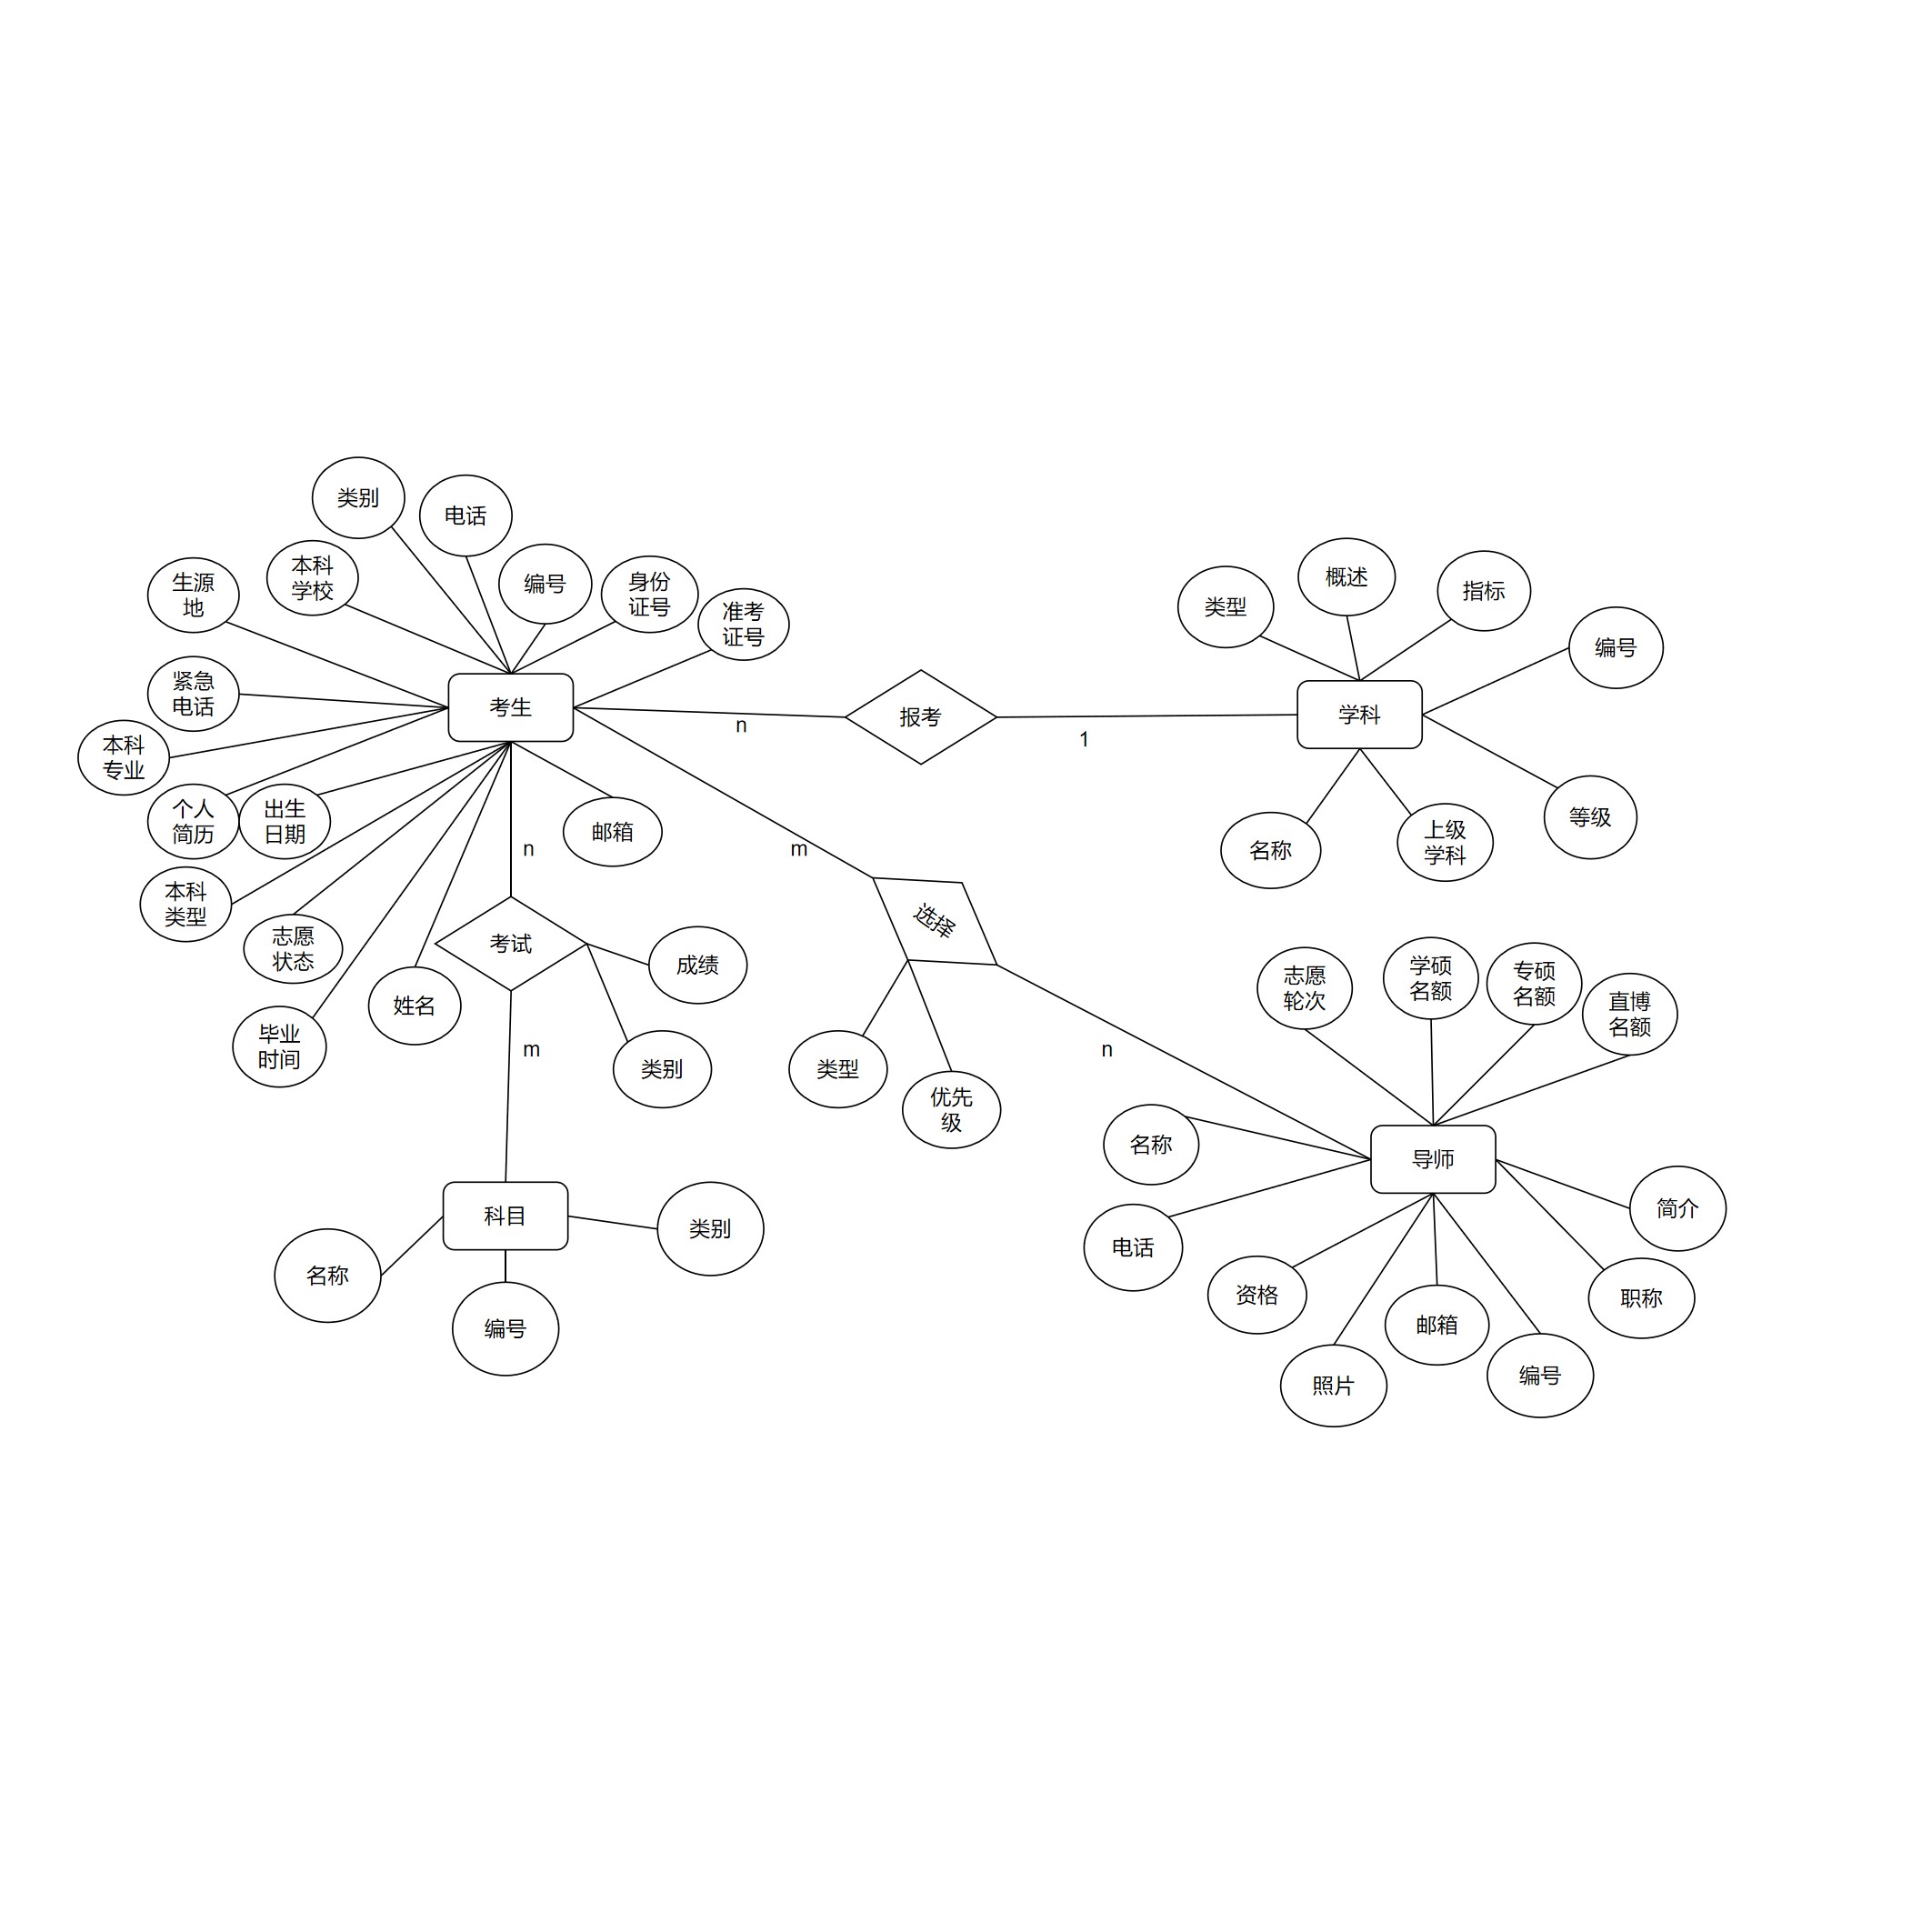 类别
电话
本科
学校
编号
生源
地
身份
证号
准考
证号
紧急
电话
考生
本科
专业
个人
简历
出生
日期
邮箱
本科
类型
志愿
状态
毕业
时间
姓名
n
考试
成绩
类别
m
科目
名称
编号
类别
n
报考
1
类型
概述
指标
编号
学科
名称
上级
学科
等级
m
选择
类型
优先
级
n
志愿
轮次
学硕
名额
专硕
名额
直博
名额
名称
导师
电话
简介
资格
职称
邮箱
照片
编号